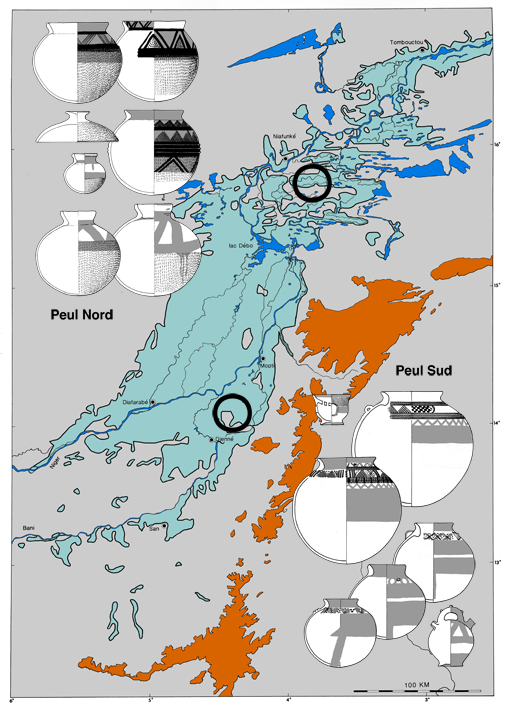 Tombouctou
Niafunké
16°
lac Débo
15°
Peul Nord
Mopti
Peul Sud
Diafarabé
14°
Djenné
Niger
Bani
San
13°
100 KM
6°
5°
4°
3°